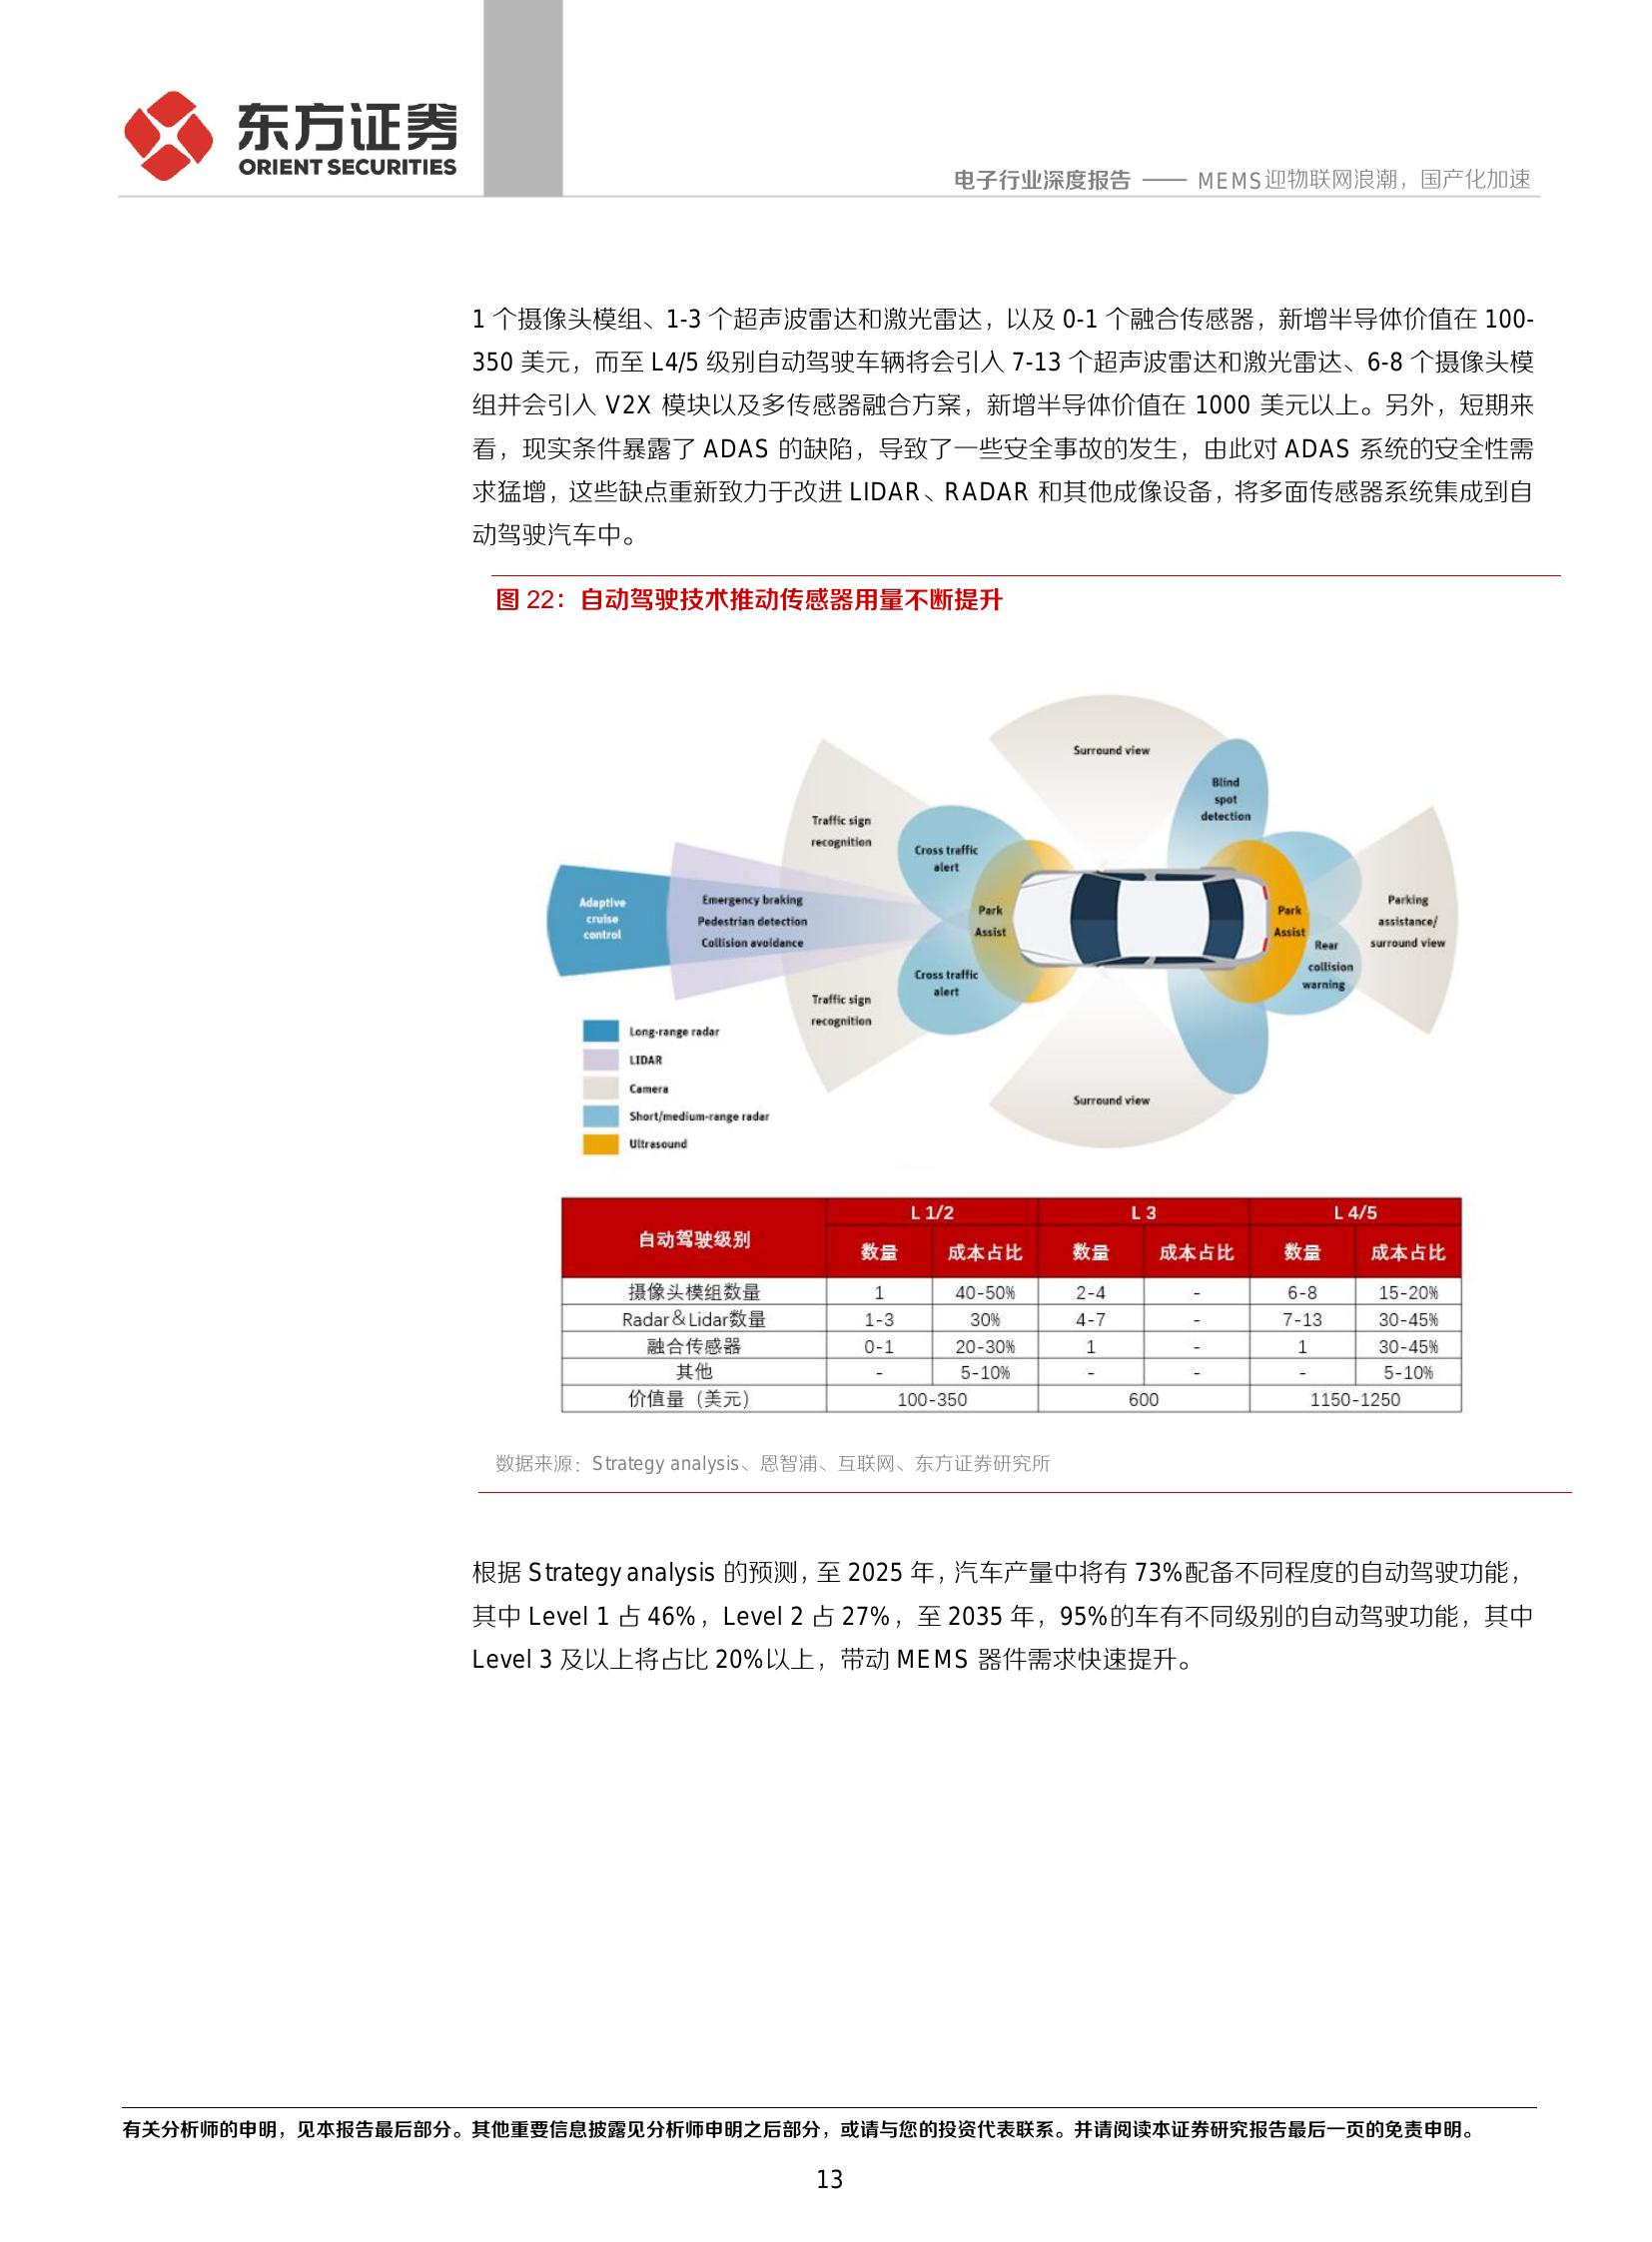 东方证券
ORIENT SECURITIES
电子行业深度报告 —— MEMS迎物联网浪潮，国产化加速
1 个摄像头模组、1-3 个超声波雷达和激光雷达，以及 0-1 个融合传感器，新增半导体价值在 100-
350 美元，而至 L4/5 级别自动驾驶车辆将会引入 7-13 个超声波雷达和激光雷达、6-8 个摄像头模
组并会引入 V2X 模块以及多传感器融合方案，新增半导体价值在 1000 美元以上。另外，短期来
看，现实条件暴露了 ADAS 的缺陷，导致了一些安全事故的发生，由此对 ADAS 系统的安全性需
求猛增，这些缺点重新致力于改进 LIDAR、RADAR 和其他成像设备，将多面传感器系统集成到自
动驾驶汽车中。
图 22：自动驾驶技术推动传感器用量不断提升
Surround view
Blind
spot
detection
Traffic sign
recognition
Cross traffic
alert
Adaptive
cruise
control
Emergency braking
Pedestrian detection
Collision avoidance
Park
Assist
Park
Assist
Parking
assistance/
surround view
Rear
collision
warning
Cross traffic
alert
Traffic sign
recognition
Surround view
Long-range radar
LIDAR
Camera
Short/medium-range radar
Ultrasound
自动驾驶级别 L 1/2 L 3 L 4/5
数量 成本占比 数量 成本占比 数量 成本占比
摄像头模组数量 1 40-50% 2-4 - 6-8 15-20%
Radar＆Lidar数量 1-3 30% 4-7 - 7-13 30-45%
融合传感器 0-1 20-30% 1 - 1 30-45%
其他 - 5-10% - - - 5-10%
价值量（美元） 100-350 600 1150-1250
数据来源：Strategy analysis、恩智浦、互联网、东方证券研究所
根据 Strategy analysis 的预测，至 2025 年，汽车产量中将有 73%配备不同程度的自动驾驶功能，
其中 Level 1 占 46%，Level 2 占 27%，至 2035 年，95%的车有不同级别的自动驾驶功能，其中
Level 3 及以上将占比 20%以上，带动 MEMS 器件需求快速提升。
有关分析师的申明，见本报告最后部分。其他重要信息披露见分析师申明之后部分，或请与您的投资代表联系。并请阅读本证券研究报告最后一页的免责申明。
13